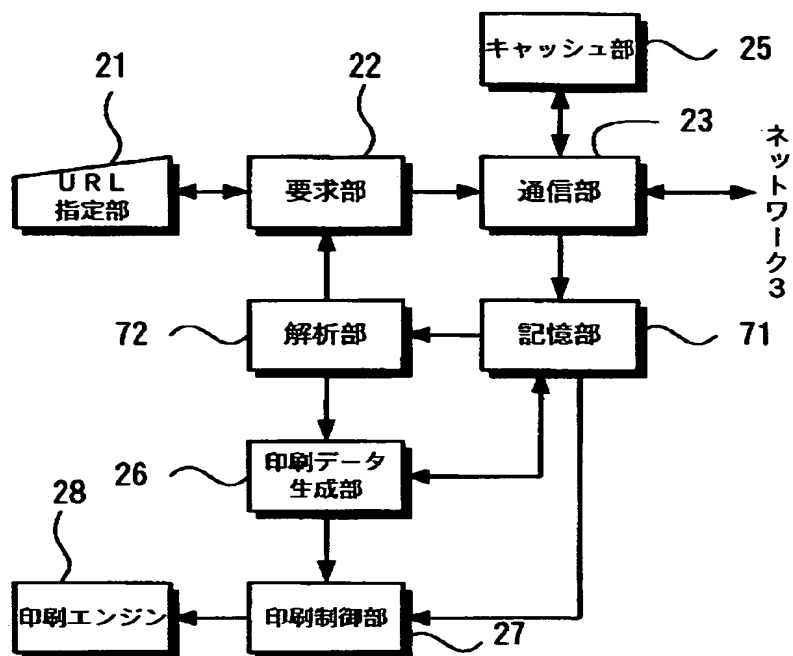 キャッシュ部
25
21
22
23
ＵＲＬ
指定部
要求部
通信部
ネットワーク3
72
解析部
記憶部
71
26
印刷データ
生成部
28
印刷エンジン
印刷制御部
27